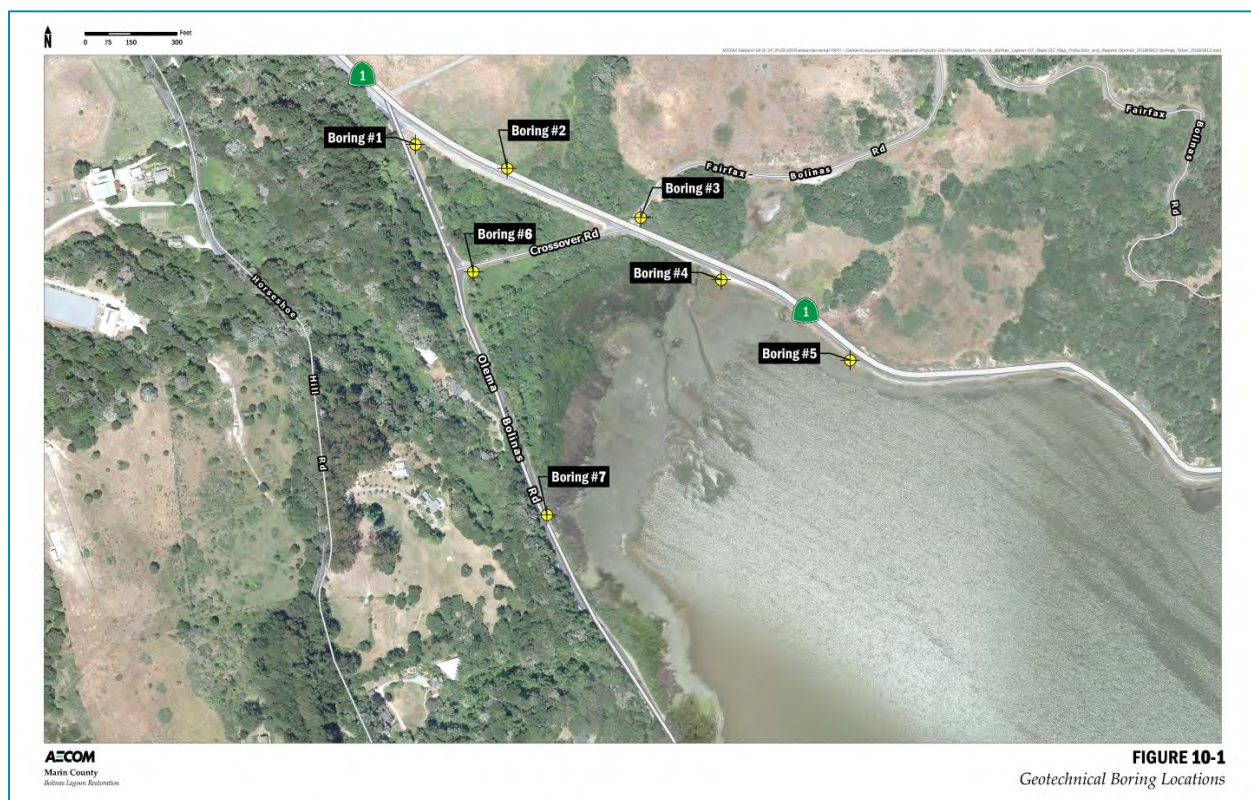 N
0 75 150 300 Feet
1
Boring #1
Boring #2
Fairfax Bolinas Rd
Fairfax Bolinas Rd
Boring #3
Boring #6
Crossover Rd
Boring #4
Horseshoe Hill Rd
1
Boring #5
Olema Bolinas Rd
Boring #7
AECOM
Marin County
Bolinas Lagoon Restoration
FIGURE 10-1
Geotechnical Boring Locations